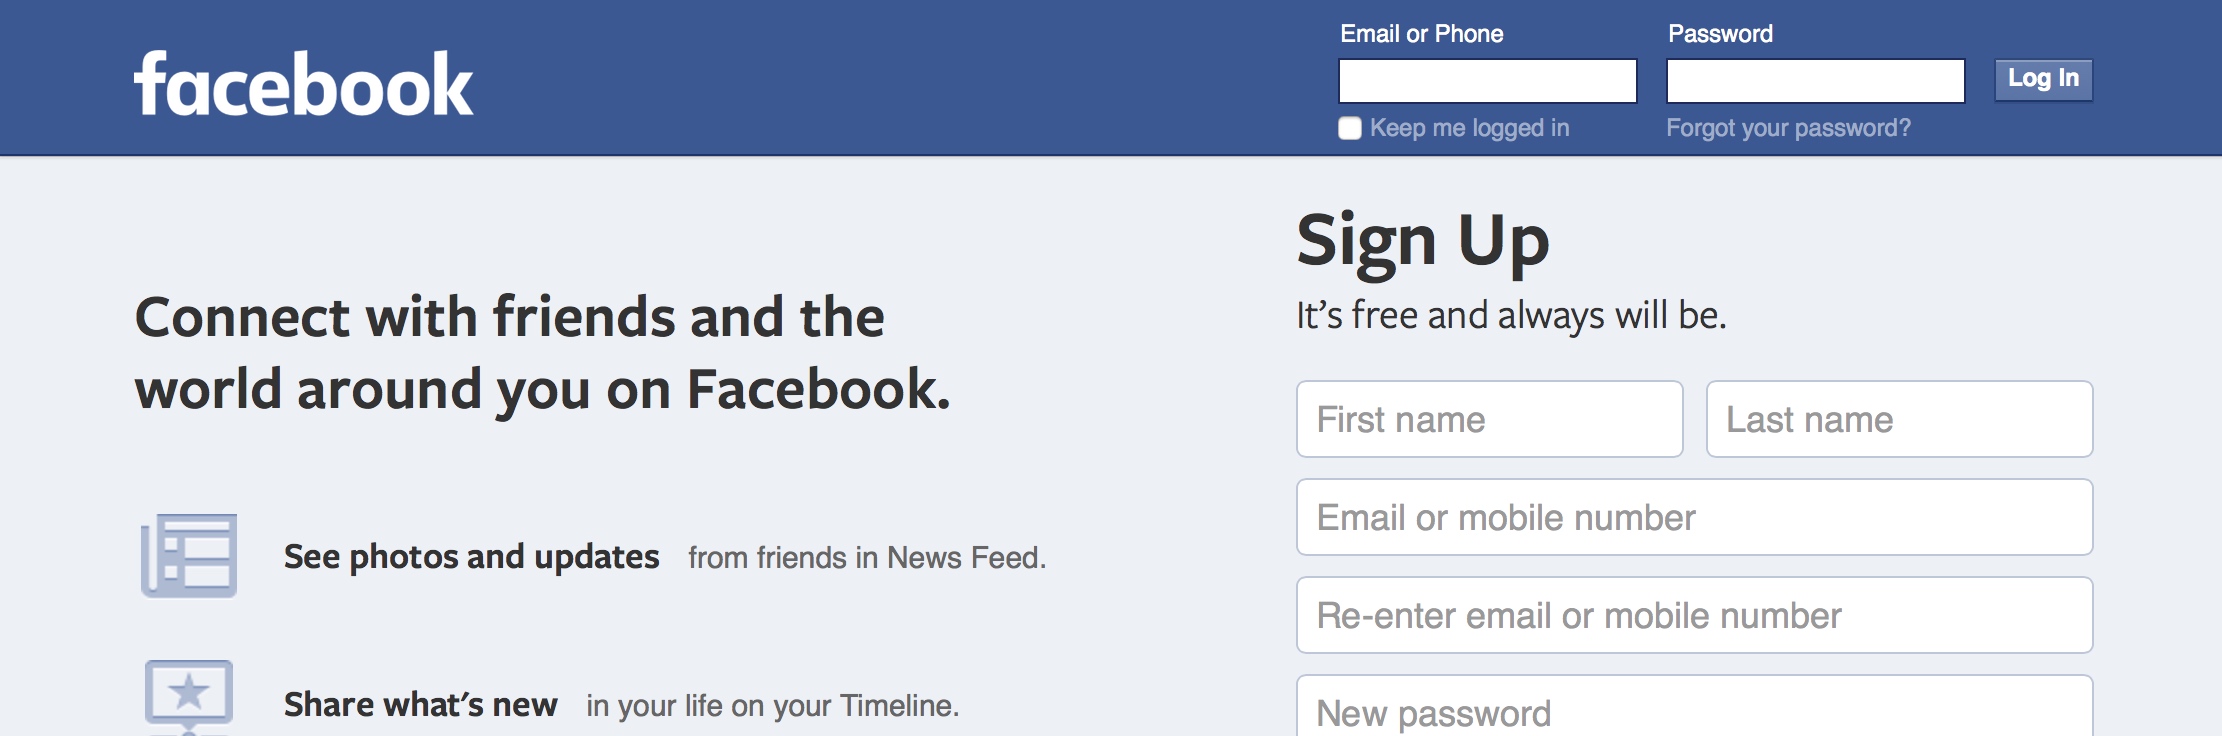 facebook
Email or Phone
Password
Log In
Keep me logged in
Forgot your password?
Connect with friends and the
world around you on Facebook.
See photos and updates from friends in News Feed.
Share what's new in your life on your Timeline.
Sign Up
It’s free and always will be.
First name
Last name
Email or mobile number
Re-enter email or mobile number
New password